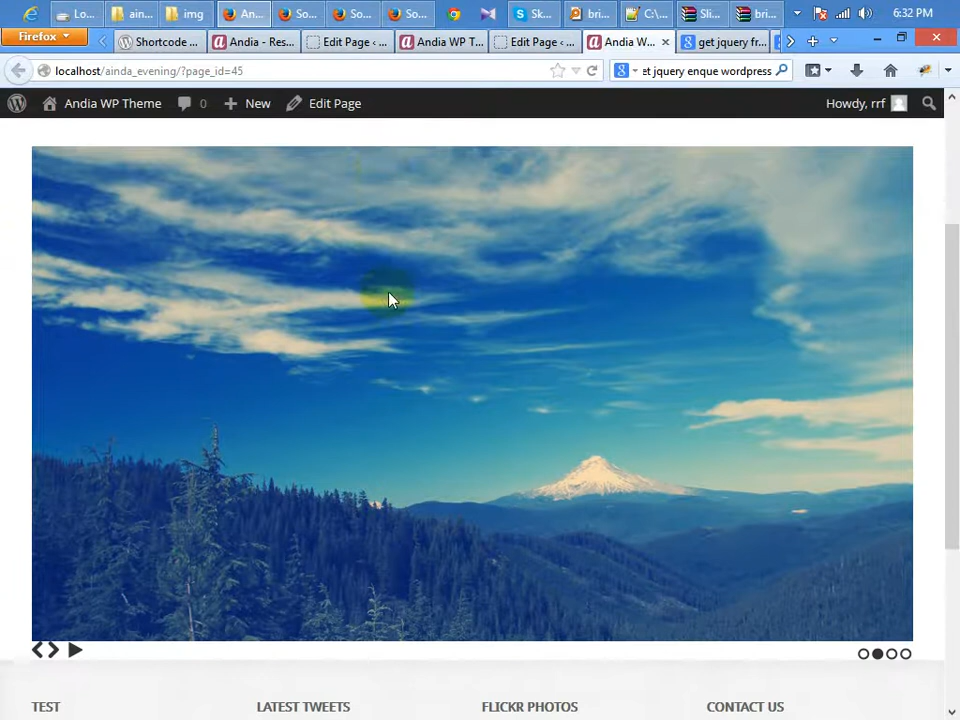 Lo...
ain...
img
An...
So...
So...
So...
Sk...
bri...
C:\...
Sli...
bri...
6:32 PM
Firefox
Shortcode ...
Andia - Res...
Edit Page ‹ ...
Andia WP T...
Edit Page ‹ ...
Andia W...
get jquery fr...
localhost/ainda_evening/?page_id=45
et jquery enque wordpress
Andia WP Theme
0
New
Edit Page
Howdy, rrf
TEST
LATEST TWEETS
FLICKR PHOTOS
CONTACT US